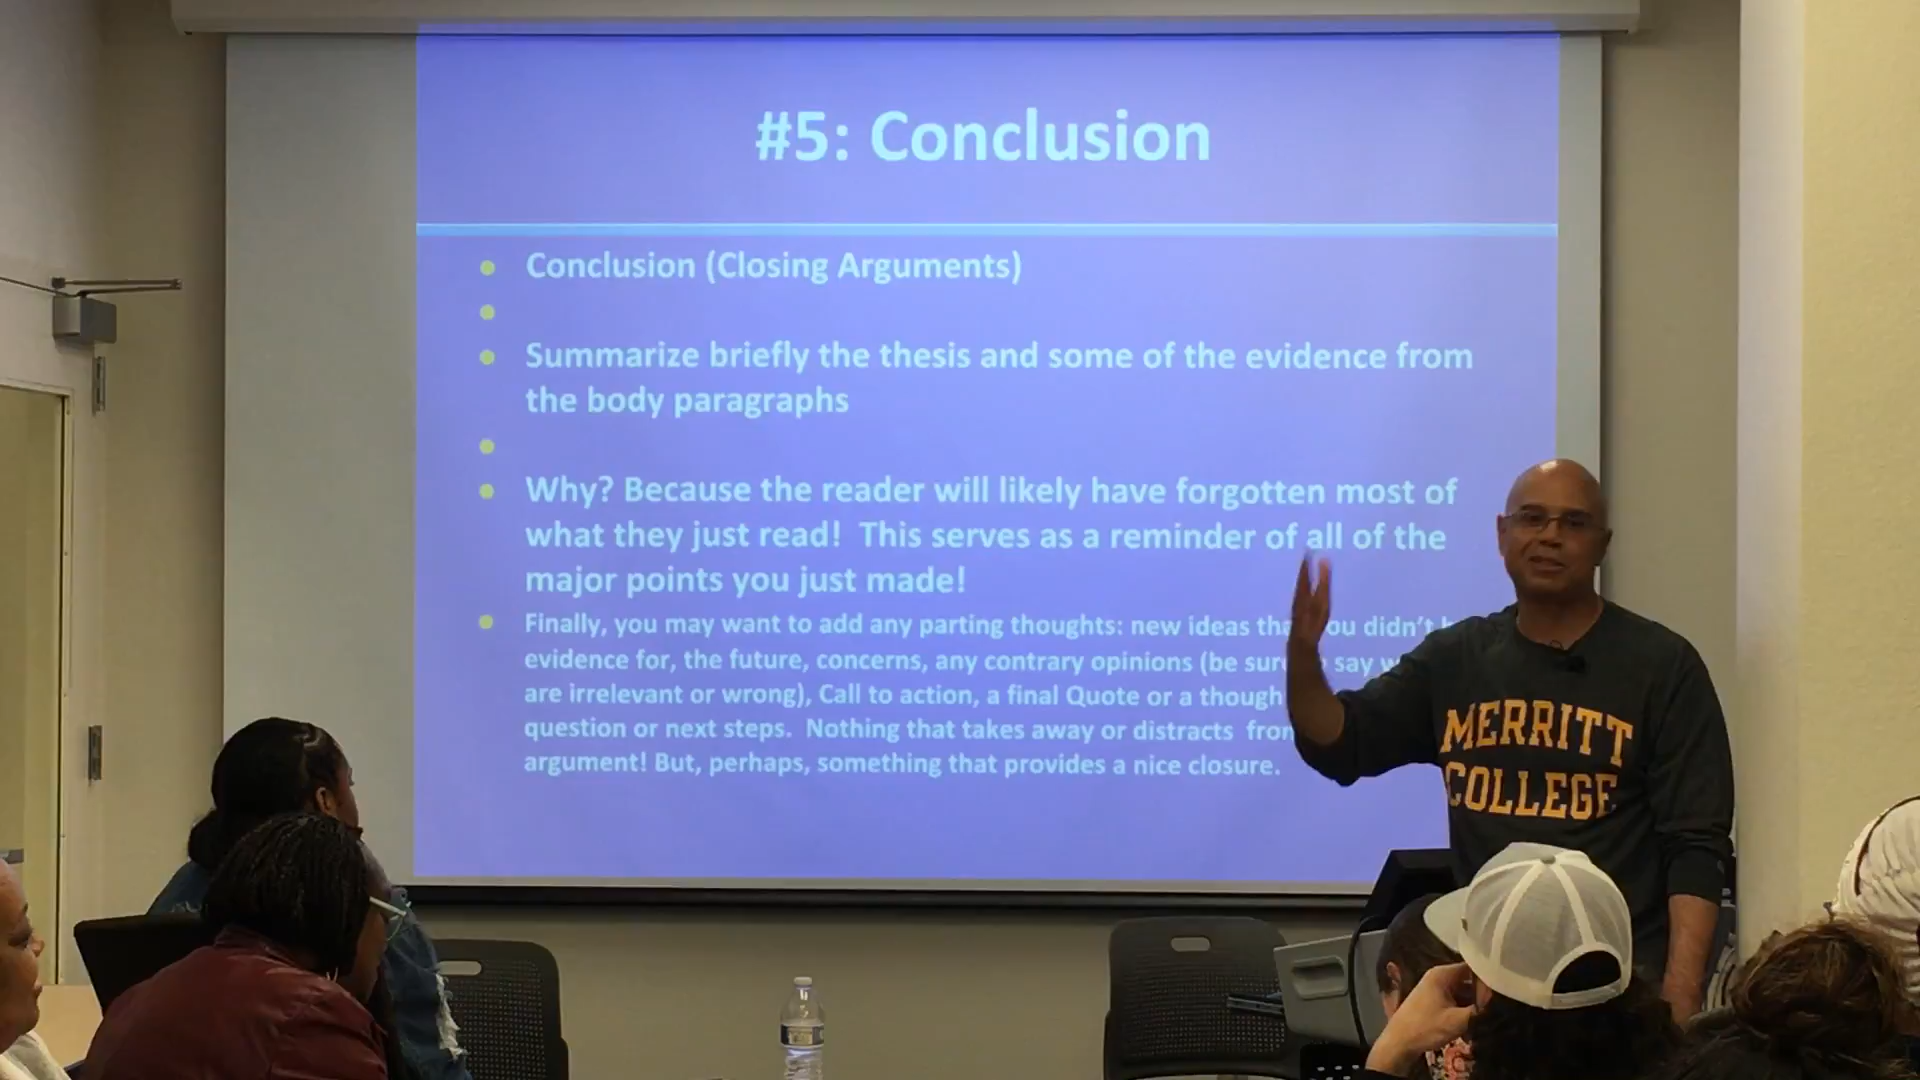 #5: Conclusion
Conclusion (Closing Arguments)
Summarize briefly the thesis and some of the evidence from
the body paragraphs
Why? Because the reader will likely have forgotten most of
what they just read!  This serves as a reminder of all of the
major points you just made!
Finally, you may want to add any parting thoughts: new ideas didn't
evidence for, the future, concerns, any contrary opinions (be say
are irrelevant or wrong), Call to action, a final Quote or a
question or next steps.  Nothing that takes away or distracts
argument! But, perhaps, something that provides a nice closure.
MERRITT
COLLEGE